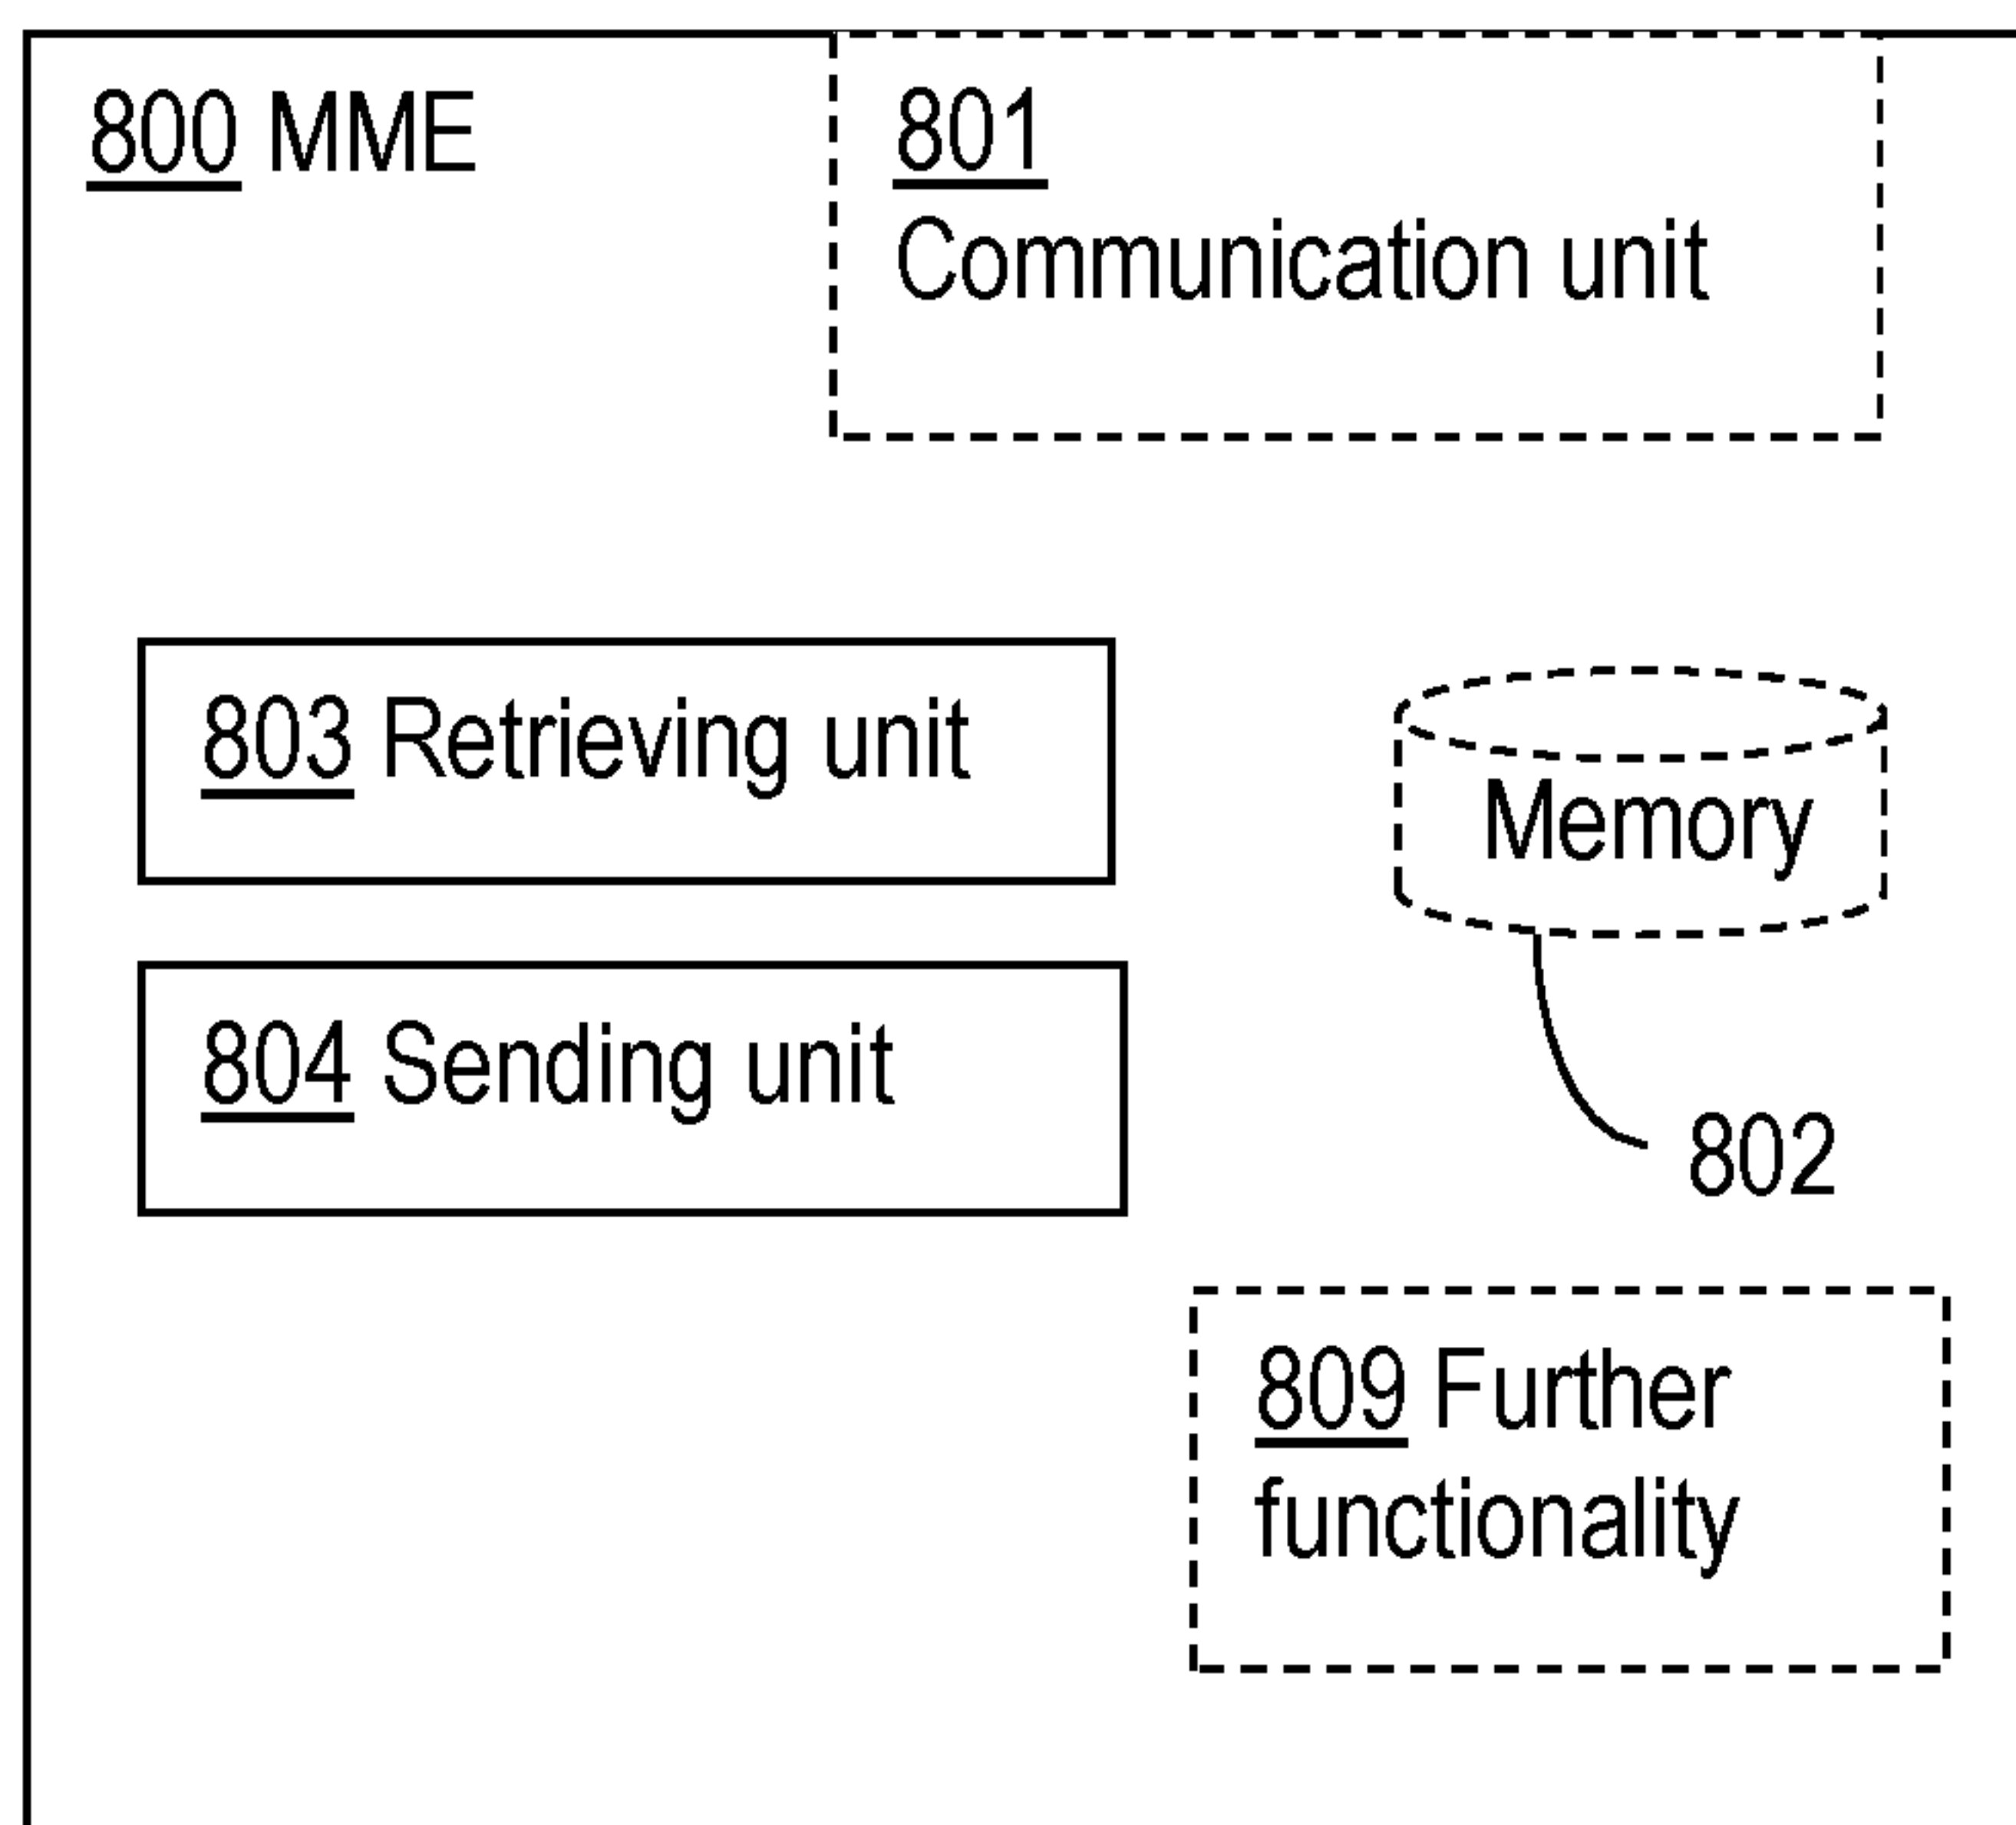 800 MME
801
Communication unit
803 Retrieving unit
Memory
804 Sending unit
802
809 Further
functionality